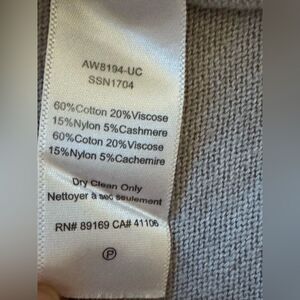 AW8194-UC
SSN1704
60%Cotton 20%Viscose
15%Nylon 5%Cashmere
60%Coton 20%Viscose
15%Nylon 5%Cachemire
Dry Clean Only
Nettoyer à sec seulement
RN# 89169 CA# 41106
P